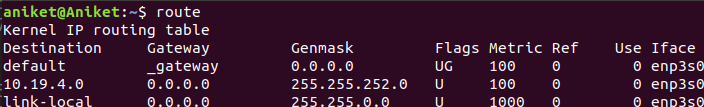 aniket@Aniket:~$ route
Kernel IP routing table
Destination     Gateway         Genmask         Flags Metric Ref    Use Iface
default         _gateway        0.0.0.0         UG    100    0        0 enp3s0
10.19.4.0       0.0.0.0         255.255.252.0   U     100    0        0 enp3s0
link-local      0.0.0.0         255.255.0.0     U     1000   0        0 enp3s0